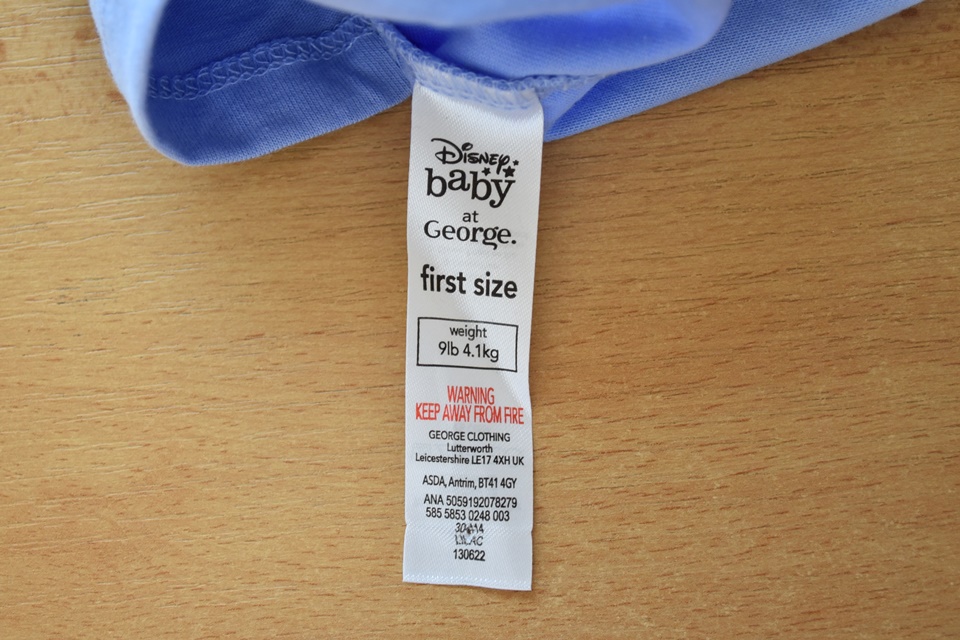 Disney
baby
at
George.
first size
weight
9lb 4.1kg
WARNING
KEEP AWAY FROM FIRE
GEORGE CLOTHING
Lutterworth
Leicestershire LE17 4XH UK
ASDA, Antrim, BT41 4GY
ANA 5059192078279
585 5853 0248 003
LILAC
130622